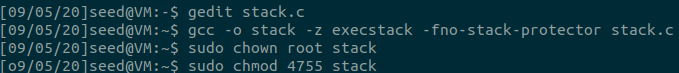 [09/05/20]seed@VM:~$ gedit stack.c
[09/05/20]seed@VM:~$ gcc -o stack -z execstack -fno-stack-protector stack.c
[09/05/20]seed@VM:~$ sudo chown root stack
[09/05/20]seed@VM:~$ sudo chmod 4755 stack